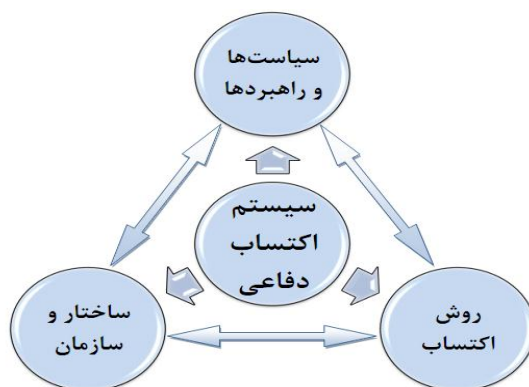 سیاست‌ها
و راهبردها
سیستم
اکتساب
دفاعی
روش
اکتساب
ساختار و
سازمان